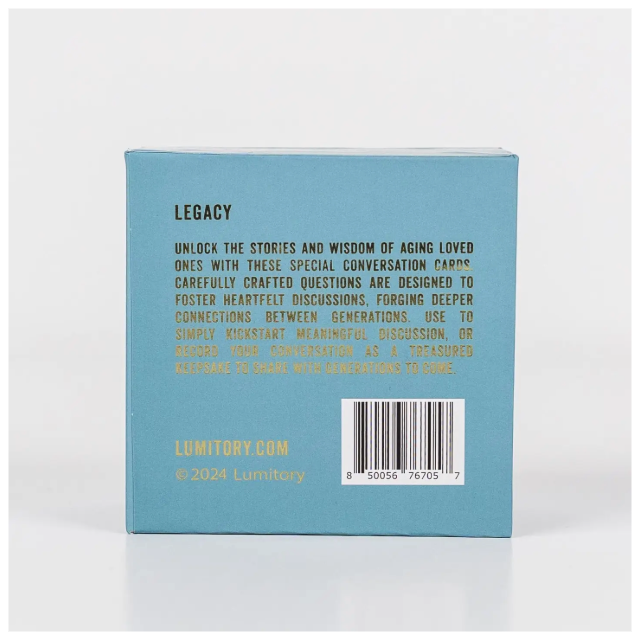 LEGACY
UNLOCK THE STORIES AND WISDOM OF AGING LOVED
ONES WITH THESE SPECIAL CONVERSATION CARDS.
CAREFULLY CRAFTED QUESTIONS ARE DESIGNED TO
FOSTER HEARTFELT DISCUSSIONS, FORGING DEEPER
CONNECTIONS BETWEEN GENERATIONS. USE TO
SIMPLY KICKSTART MEANINGFUL DISCUSSION, OR
RECORD YOUR CONVERSATION AS A TREASURED
KEEPSAKE TO SHARE WITH GENERATIONS TO COME.
LUMITORY.COM
©2024 Lumitory
8 50056 76705 7